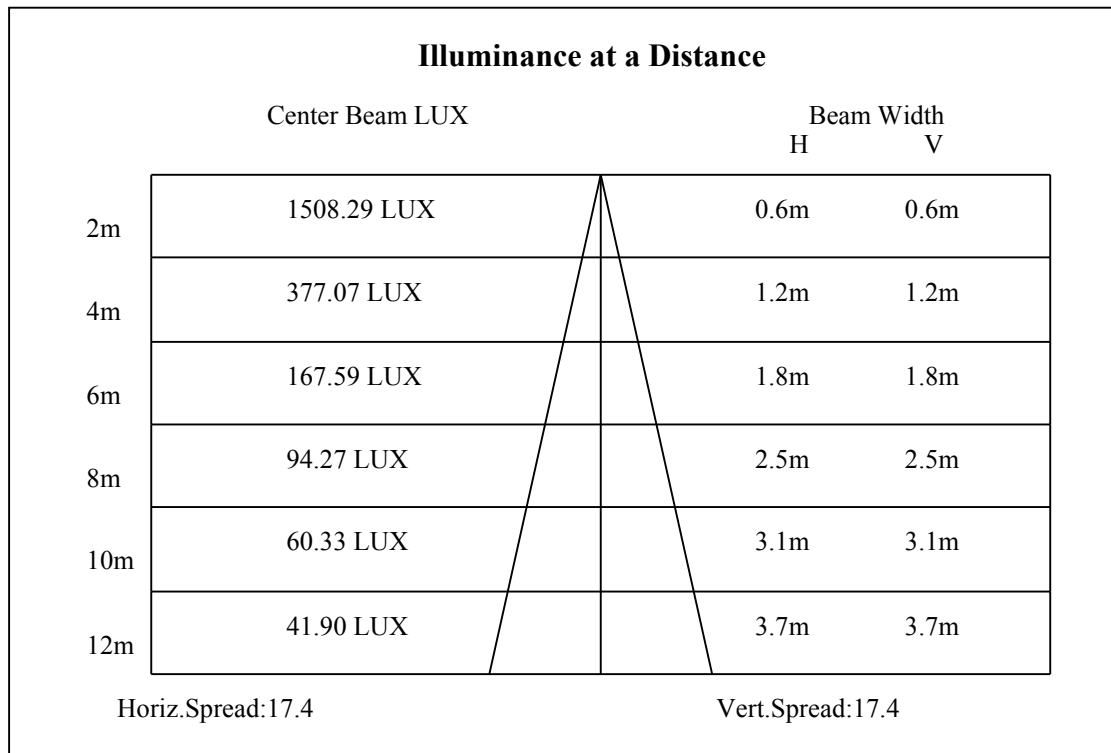 Illuminance at a Distance
Center Beam LUX Beam Width
H V
2m 1508.29 LUX 0.6m 0.6m
4m 377.07 LUX 1.2m 1.2m
6m 167.59 LUX 1.8m 1.8m
8m 94.27 LUX 2.5m 2.5m
10m 60.33 LUX 3.1m 3.1m
12m 41.90 LUX 3.7m 3.7m
Horiz.Spread:17.4 Vert.Spread:17.4